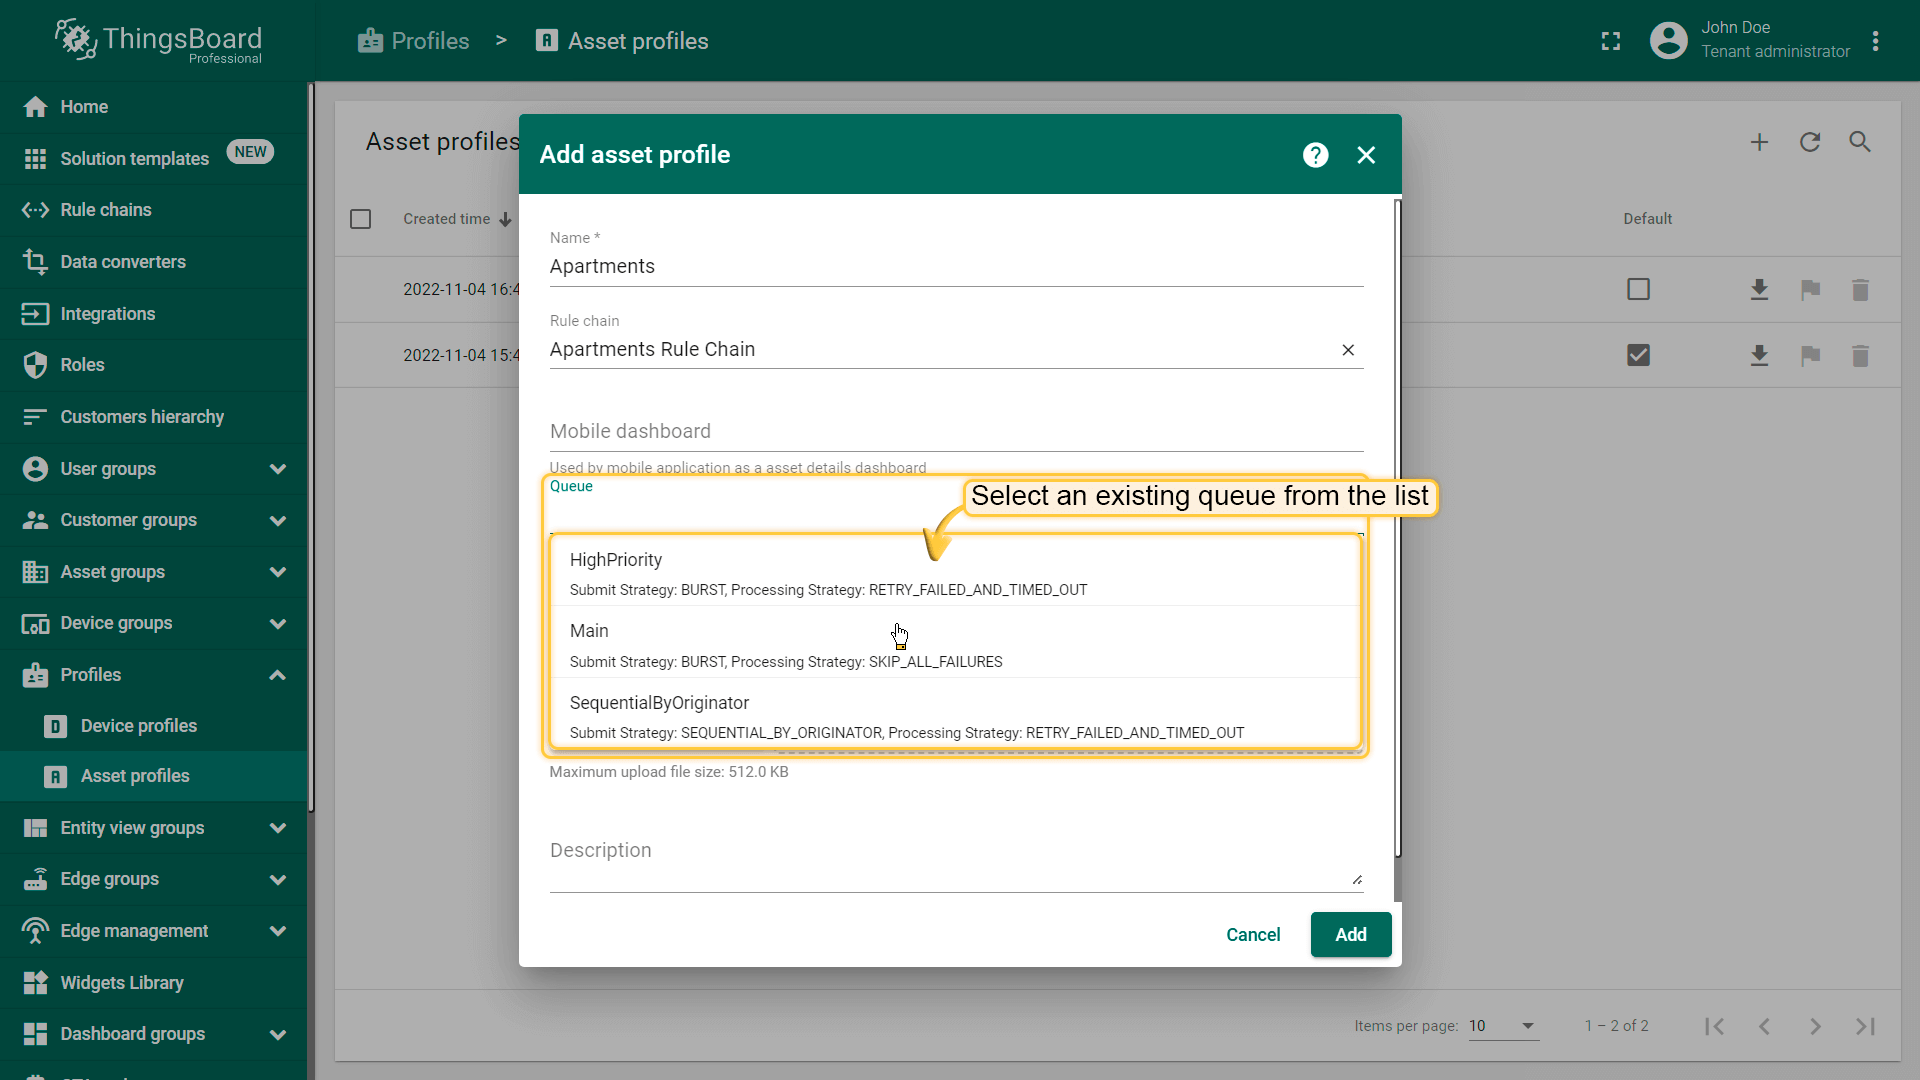 ThingsBoard
Professional
Profiles > Asset profiles
John Doe
Tenant administrator
Home
Solution templates NEW
Rule chains
Data converters
Integrations
Roles
Customers hierarchy
User groups
Customer groups
Asset groups
Device groups
Profiles
Device profiles
Asset profiles
Entity view groups
Edge groups
Edge management
Widgets Library
Dashboard groups
Asset profiles
Created time
Default
2022-11-04 16:4
2022-11-04 15:4
Add asset profile
Name *
Apartments
Rule chain
Apartments Rule Chain
Mobile dashboard
Used by mobile application as a asset details dashboard
Queue
Select an existing queue from the list
HighPriority
Submit Strategy: BURST, Processing Strategy: RETRY_FAILED_AND_TIMED_OUT
Main
Submit Strategy: BURST, Processing Strategy: SKIP_ALL_FAILURES
SequentialByOriginator
Submit Strategy: SEQUENTIAL_BY_ORIGINATOR, Processing Strategy: RETRY_FAILED_AND_TIMED_OUT
Maximum upload file size: 512.0 KB
Description
Cancel
Add
Items per page: 10
1 – 2 of 2